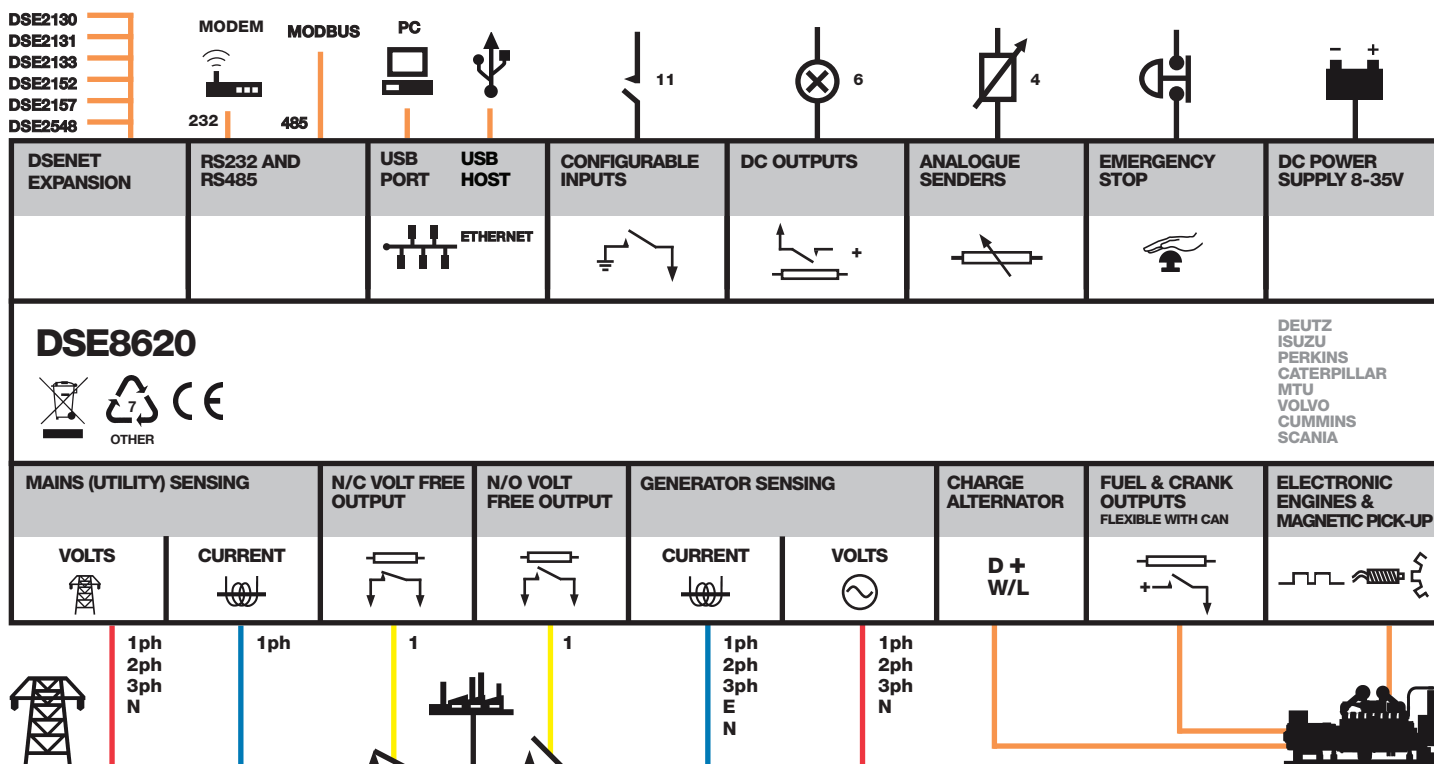 DSE2130
DSE2131
DSE2133
DSE2152
DSE2157
DSE2548
MODEM
232
MODBUS
485
PC
11
6
4
- +
DSENET
EXPANSION
RS232 AND
RS485
USB
PORT
USB
HOST
ETHERNET
CONFIGURABLE
INPUTS
DC OUTPUTS
+
ANALOGUE
SENDERS
EMERGENCY
STOP
DC POWER
SUPPLY 8-35V
DSE8620
7
OTHER
CE
DEUTZ
ISUZU
PERKINS
CATERPILLAR
MTU
VOLVO
CUMMINS
SCANIA
MAINS (UTILITY) SENSING
VOLTS
CURRENT
N/C VOLT FREE
OUTPUT
N/O VOLT
FREE OUTPUT
GENERATOR SENSING
CURRENT
VOLTS
CHARGE
ALTERNATOR
D +
W/L
FUEL & CRANK
OUTPUTS
FLEXIBLE WITH CAN
+
ELECTRONIC
ENGINES &
MAGNETIC PICK-UP
1ph
2ph
3ph
N
1ph
1
1
1ph
2ph
3ph
E
N
1ph
2ph
3ph
N